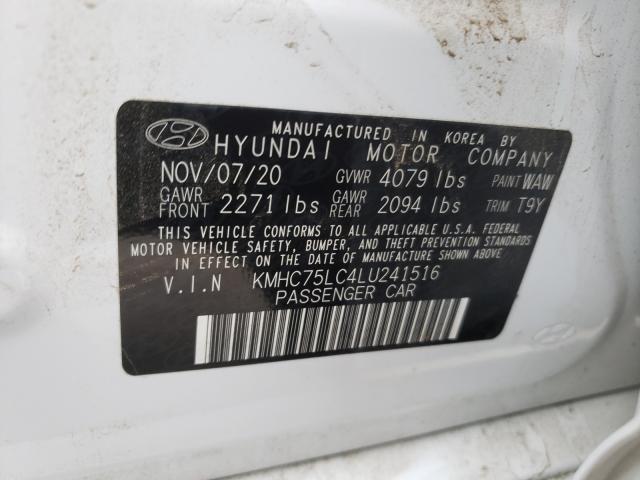 MANUFACTURED IN KOREA BY
HYUNDAI MOTOR COMPANY
NOV/07/20 GVWR 4079 lbs PAINT WAW
GAWR FRONT 2271 lbs GAWR REAR 2094 lbs TRIM T9Y
THIS VEHICLE CONFORMS TO ALL APPLICABLE U.S.A. FEDERAL
MOTOR VEHICLE SAFETY, BUMPER, AND THEFT PREVENTION
STANDARDS IN EFFECT ON THE DATE OF MANUFACTURE SHOWN ABOVE
V.I.N KMHC75LC4LU241516
PASSENGER CAR